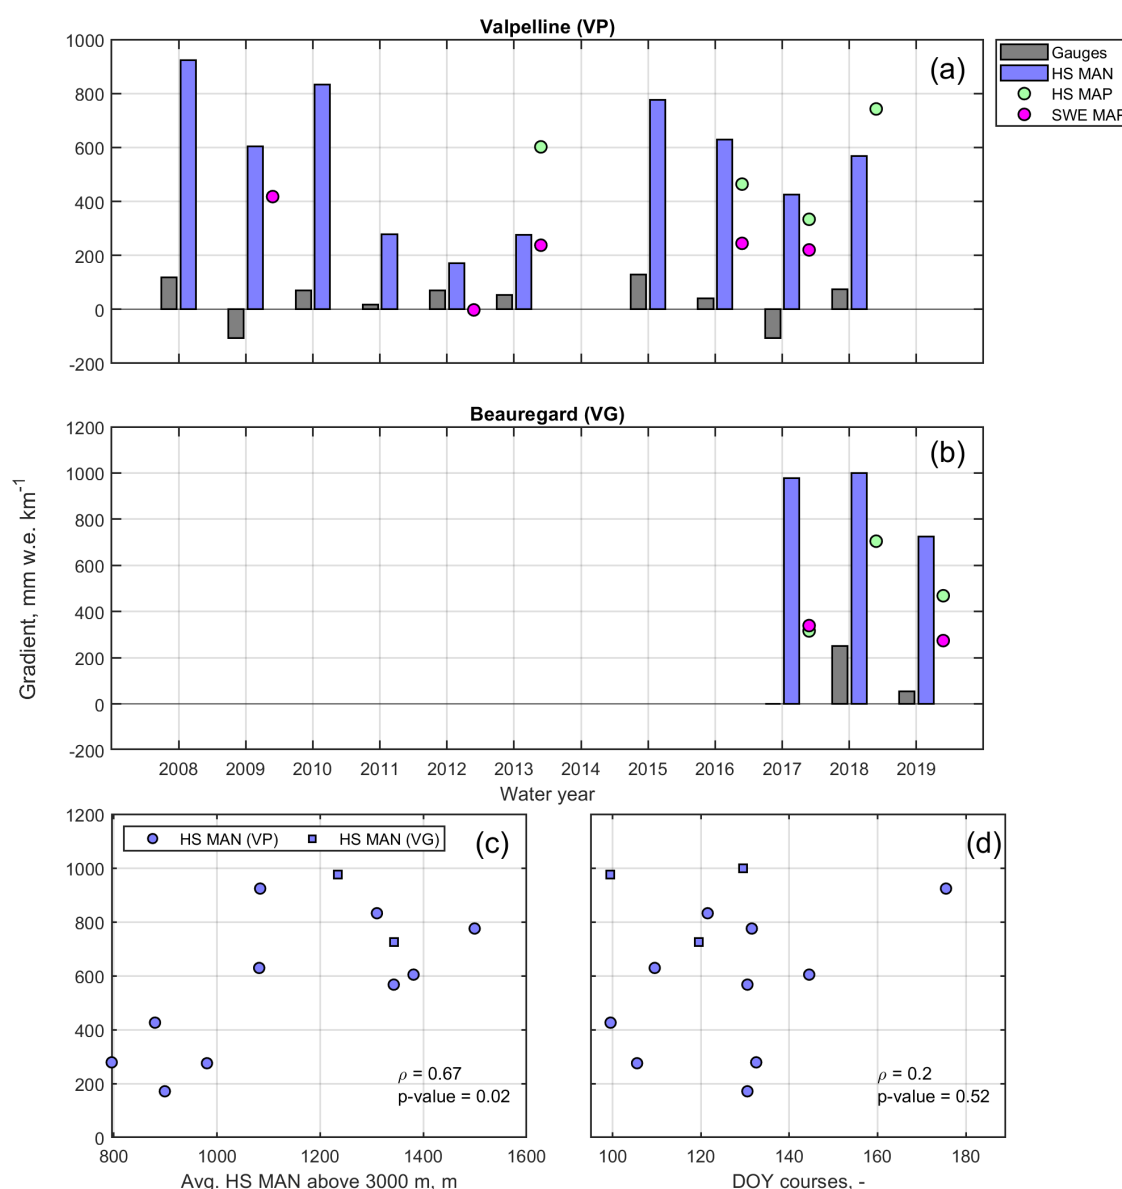 Valpelline (VP)
1000
800
600
400
200
0
-200
(a)
Gauges
HS MAN
HS MAP
SWE MAP
Beauregard (VG)
1200
1000
800
600
400
200
0
-200
(b)
Gradient, mm w.e. km-1
2008 2009 2010 2011 2012 2013 2014 2015 2016 2017 2018 2019
Water year
1200
1000
800
600
400
200
0
HS MAN (VP) HS MAN (VG)
(c)
ρ = 0.67
p-value = 0.02
800 1000 1200 1400 1600
Avg. HS MAN above 3000 m, m
(d)
ρ = 0.2
p-value = 0.52
100 120 140 160 180
DOY courses, -